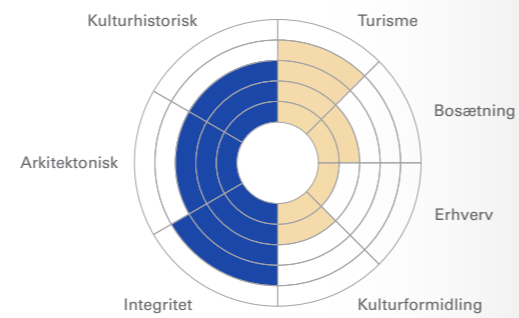 Kulturhistorisk
Turisme
Bosætning
Arkitektonisk
Erhverv
Integritet
Kulturformidling